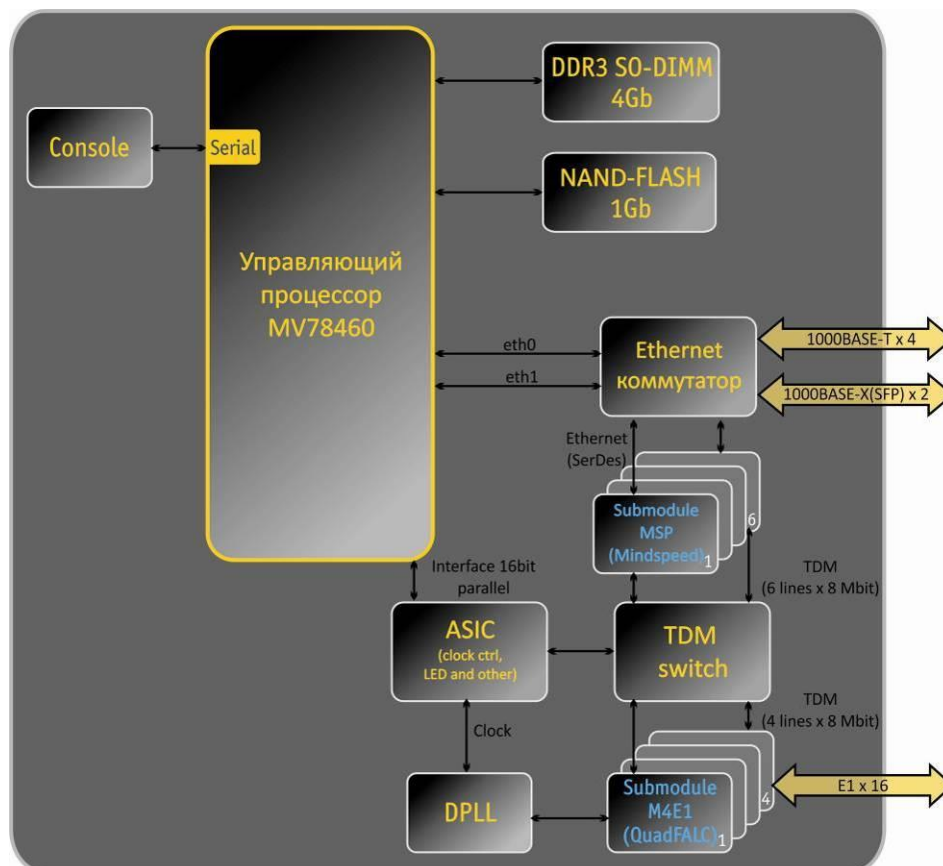 DDR3 SO-DIMM
4Gb
Console
Serial
NAND-FLASH
1Gb
Управляющий
процессор
MV78460
eth0
eth1
Ethernet
коммутатор
1000BASE-T x 4
1000BASE-X(SFP) x 2
Ethernet
(SerDes)
Submodule
MSP
(Mindspeed)
1
6
Interface 16bit
parallel
TDM
(6 lines x 8 Mbit)
ASIC
(clock ctrl,
LED and other)
TDM
switch
TDM
(4 lines x 8 Mbit)
Clock
DPLL
Submodule
M4E1
(QuadFALC)
1
4
E1 x 16